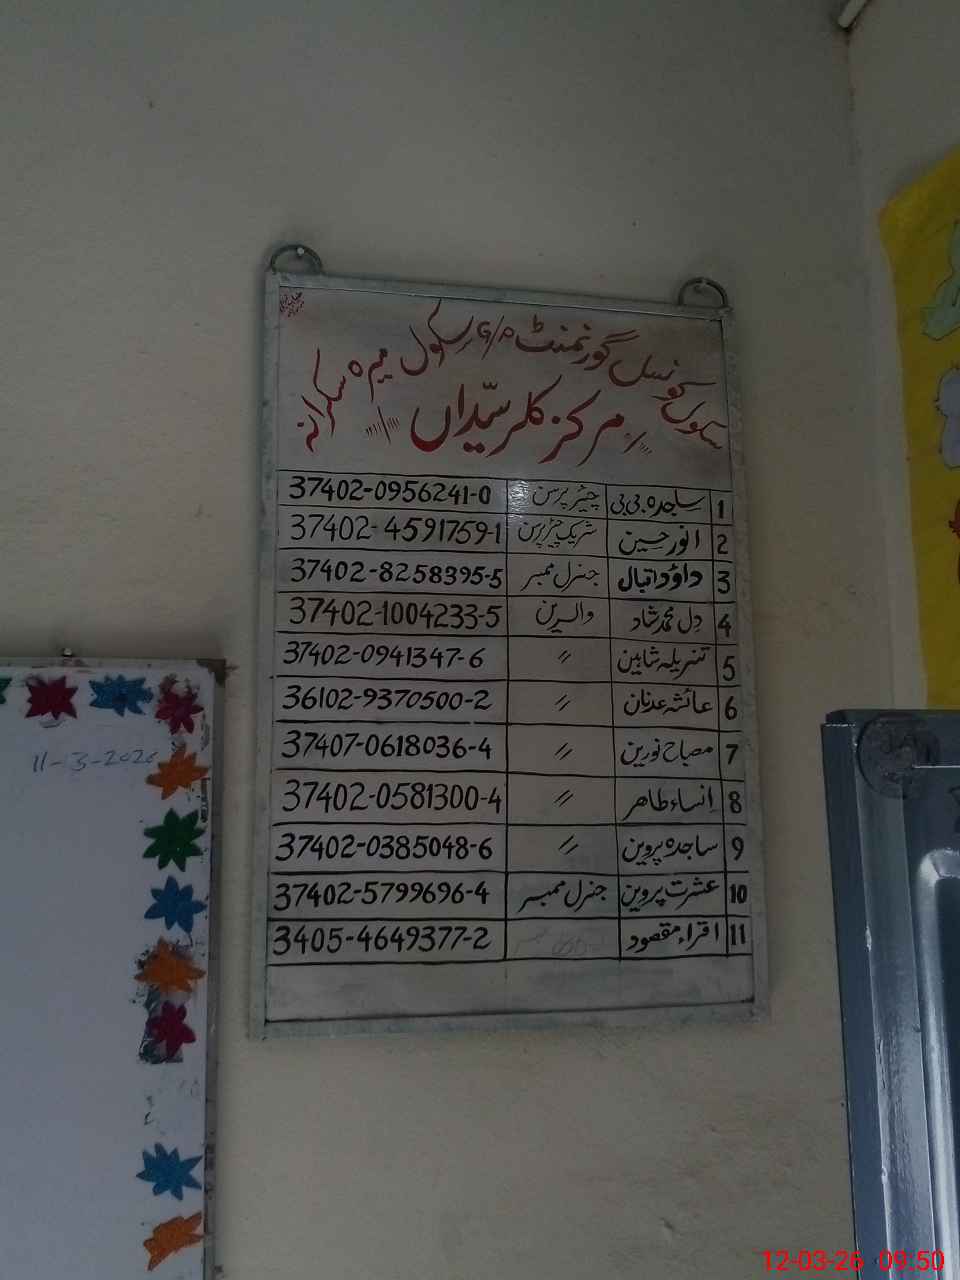 سکول کونسل گورنمنٹ G/P سکول میرہ سکرانہ
مرکز کلر سیّداں
1 ساجدہ بی بی چیئر پرسن 37402-0956241-0
2 انور حسین شریک چیئر پرسن 37402-4591759-1
3 داؤد اقبال جنرل ممبر 37402-8258395-5
4 دل محمد شاد والدین 37402-1004233-5
5 تنزیلہ شاہین // 37402-0941347-6
6 عائشہ عدنان // 36102-9370500-2
7 مصباح نورین // 37407-0618036-4
8 انساء طاہر // 37402-0581300-4
9 ساجدہ پروین // 37402-0385048-6
10 عشرت پروین جنرل ممبر 37402-5799696-4
11 اقراء مقصود 3405-4649377-2
11-3-2026
12-03-26 09:50